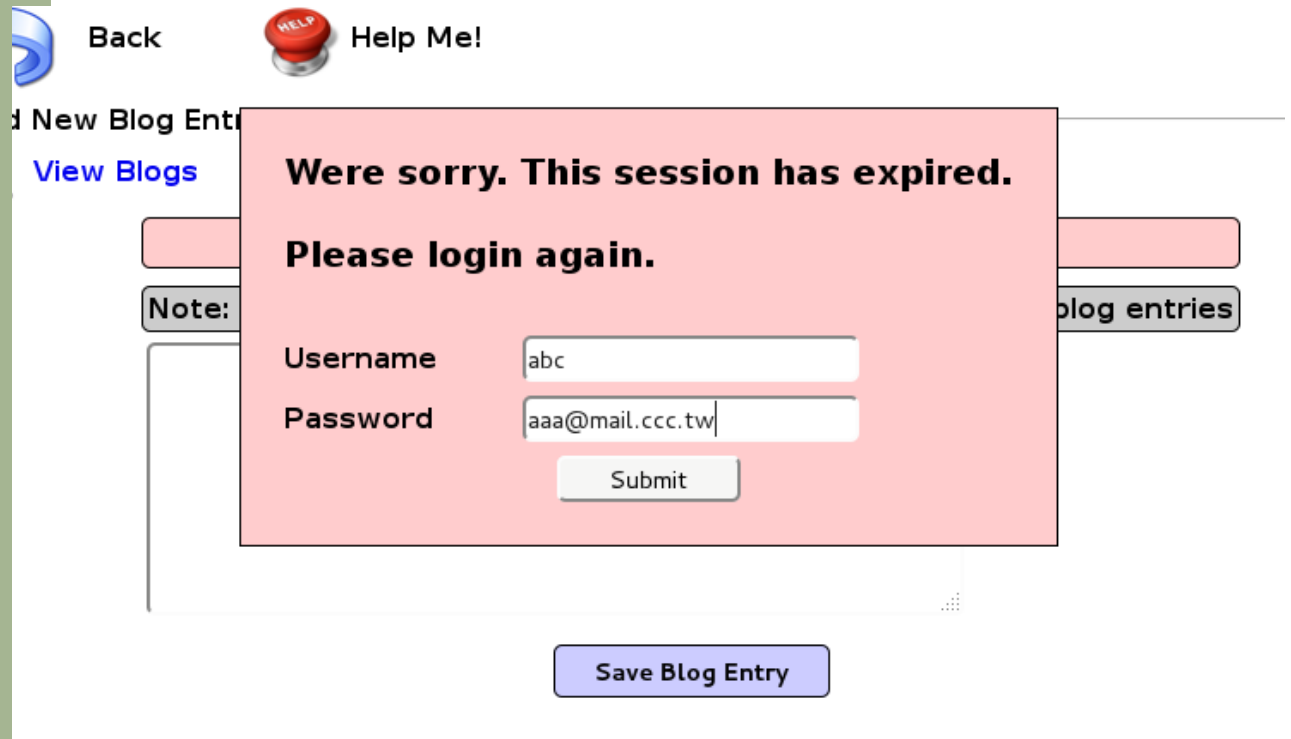 Back
HELP Help Me!
New Blog Entr
View Blogs
Were sorry. This session has expired.
Please login again.
Note: blog entries
Username abc
Password aaa@mail.ccc.tw
Submit
Save Blog Entry